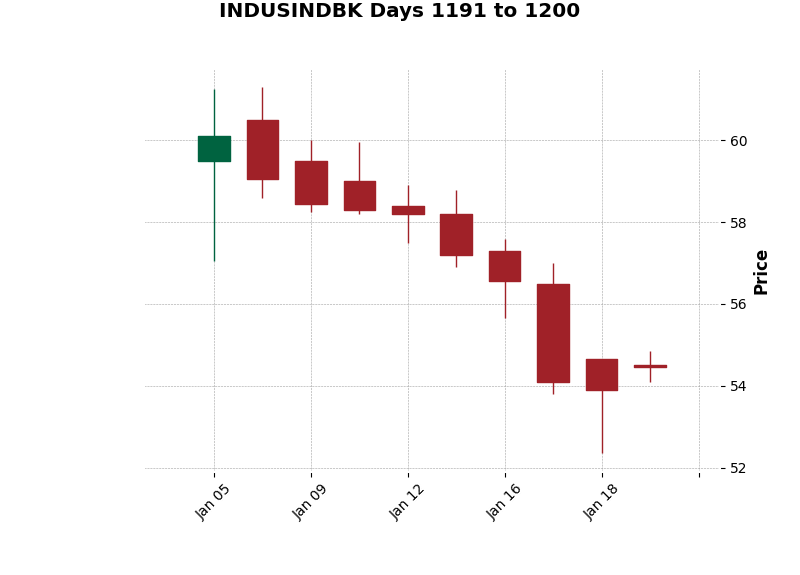 INDUSINDBK Days 1191 to 1200
60
58
56
54
52
Price
Jan 05
Jan 09
Jan 12
Jan 16
Jan 18